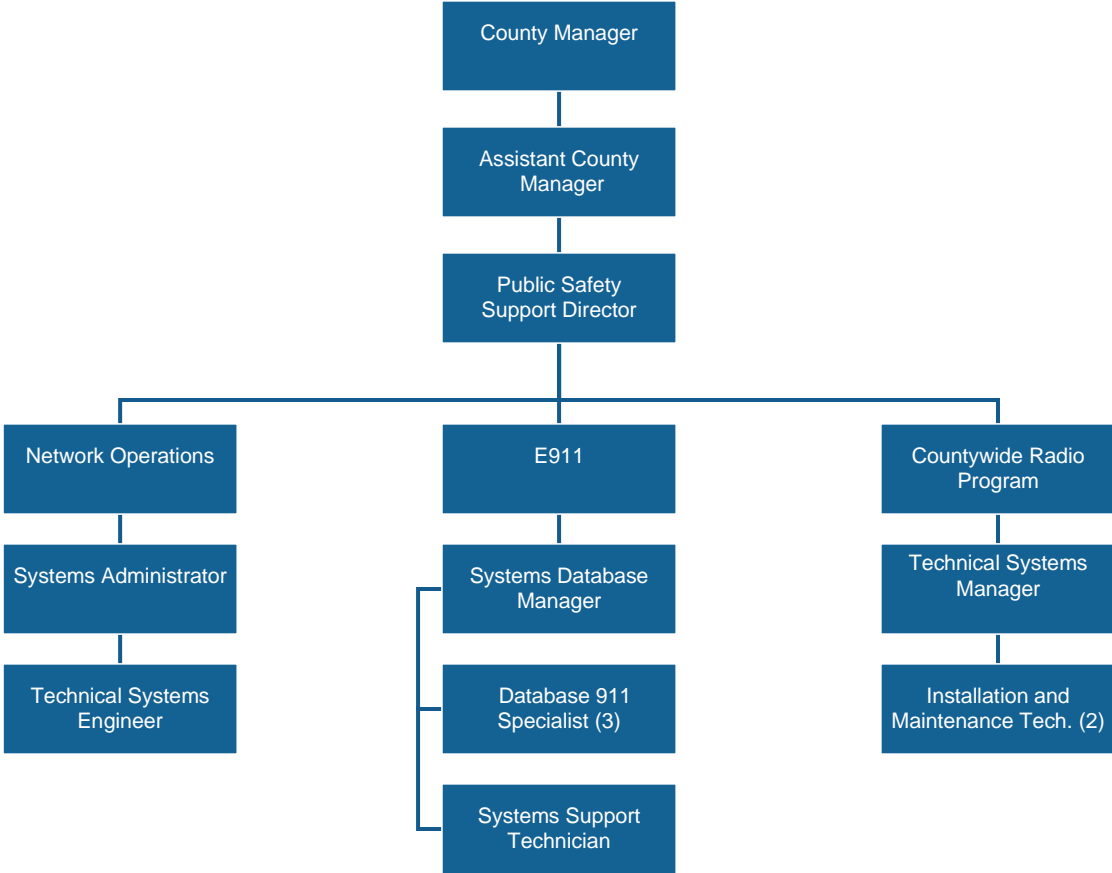 County Manager
Assistant County
Manager
Public Safety
Support Director
Network Operations
E911
Countywide Radio
Program
Systems Administrator
Systems Database
Manager
Technical Systems
Manager
Technical Systems
Engineer
Database 911
Specialist (3)
Installation and
Maintenance Tech. (2)
Systems Support
Technician